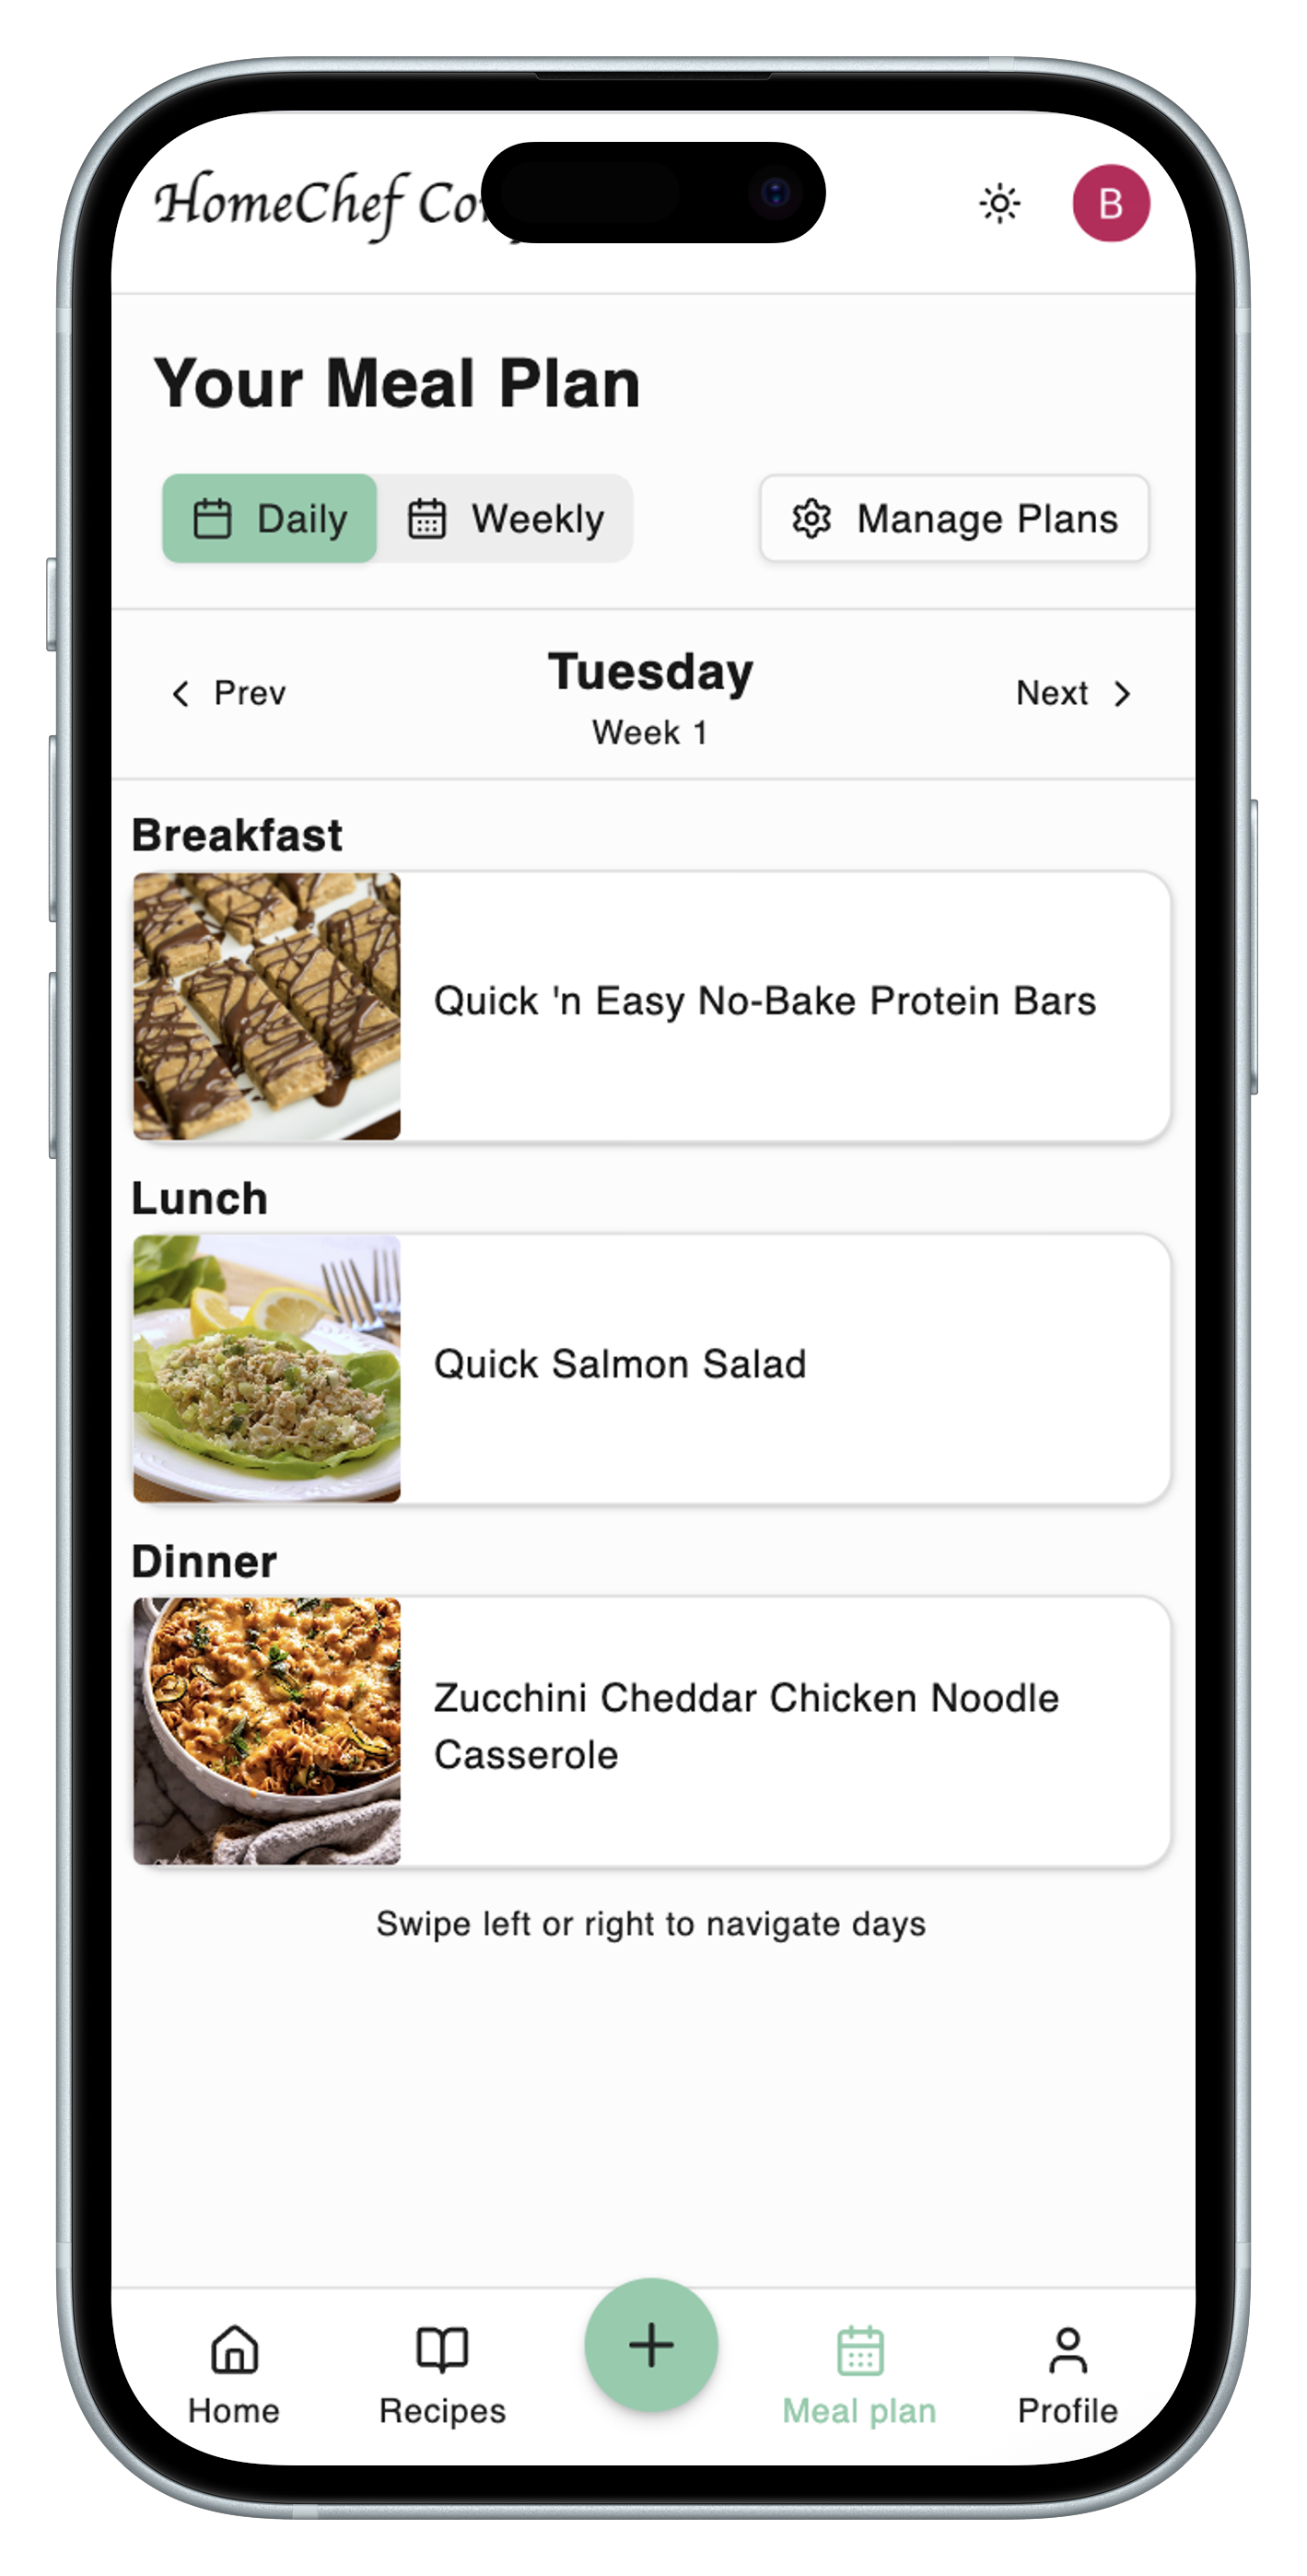 HomeChef
B
Your Meal Plan
Daily Weekly Manage Plans
Prev Tuesday Next
Week 1
Breakfast
Quick 'n Easy No-Bake Protein Bars
Lunch
Quick Salmon Salad
Dinner
Zucchini Cheddar Chicken Noodle
Casserole
Swipe left or right to navigate days
Home Recipes Meal plan Profile